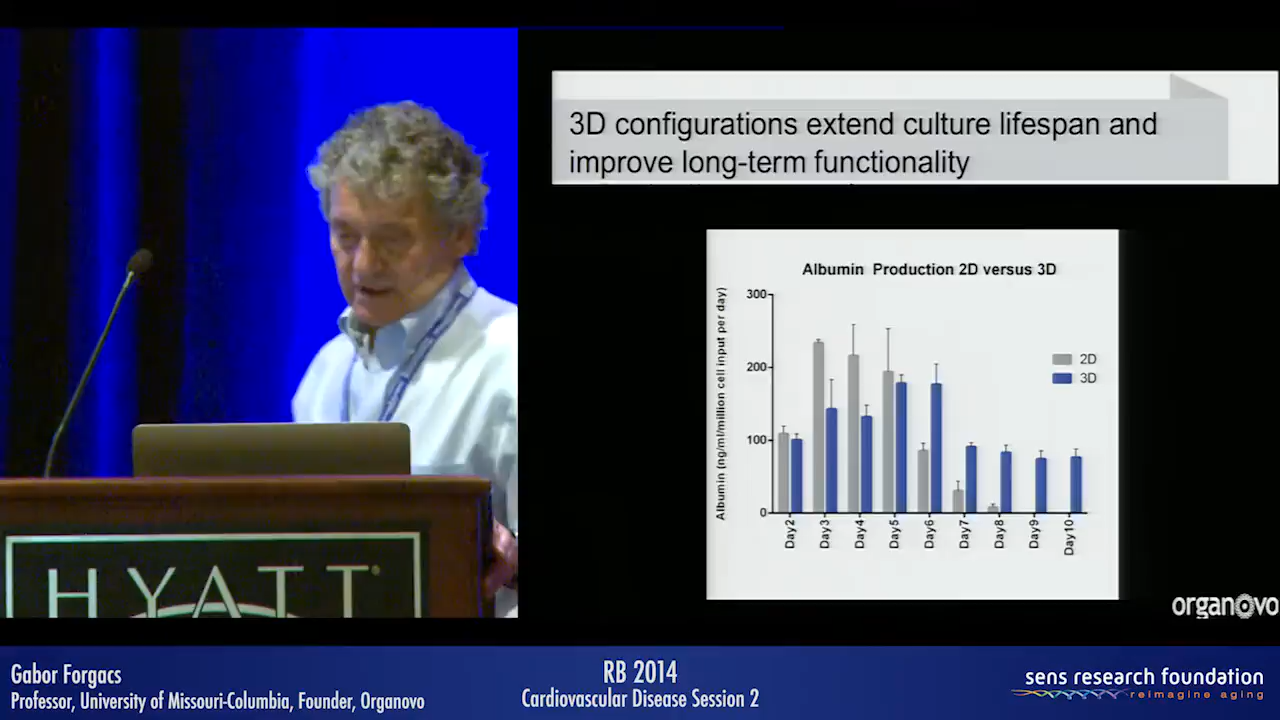 3D configurations extend culture lifespan and
improve long-term functionality
Albumin Production 2D versus 3D
Albumin (ng/ml/million cell input per day)
300
200
100
0
2D
3D
Day2
Day3
Day4
Day5
Day6
Day7
Day8
Day9
Day10
organovo
HYATT®
Gabor Forgacs
Professor, University of Missouri-Columbia, Founder, Organovo
RB 2014
Cardiovascular Disease Session 2
sens research foundation
reimagine aging